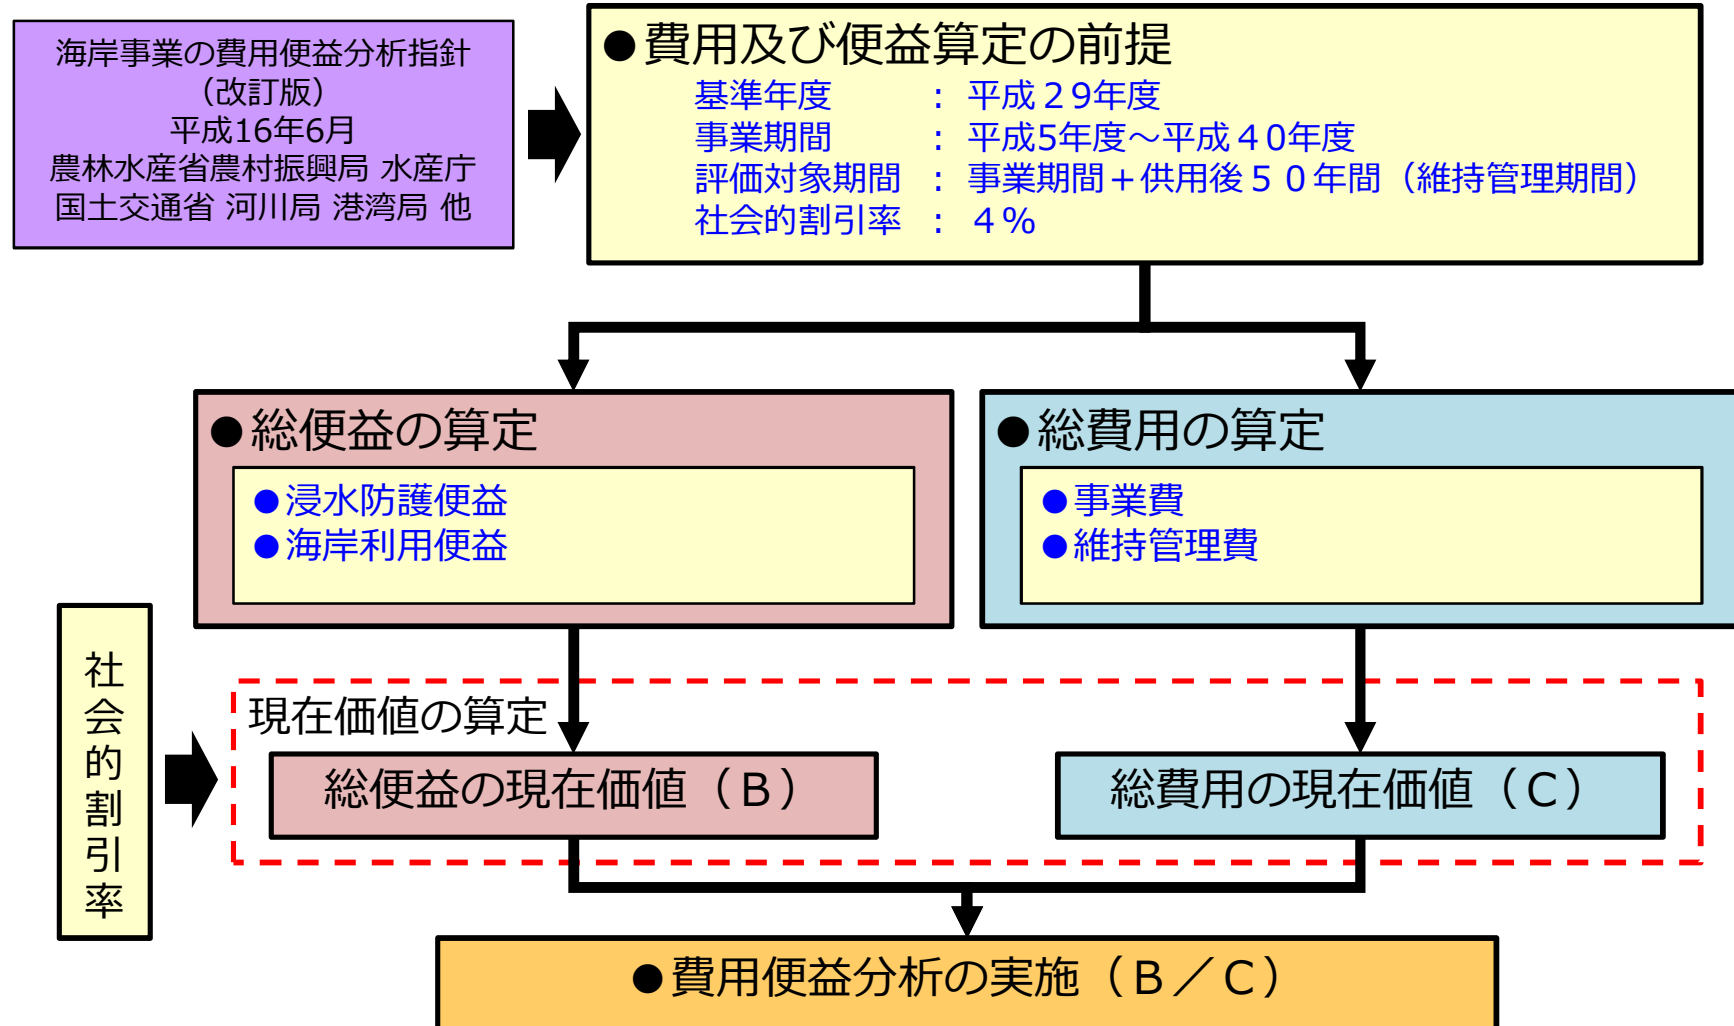 海岸事業の費用便益分析指針
（改訂版）
平成16年6月
農林水産省農村振興局 水産庁
国土交通省 河川局 港湾局 他
●費用及び便益算定の前提
基準年度 ： 平成２9年度
事業期間 ： 平成5年度～平成４0年度
評価対象期間 ： 事業期間＋供用後５０年間（維持管理期間）
社会的割引率 ： ４％
●総便益の算定
●浸水防護便益
●海岸利用便益
●総費用の算定
●事業費
●維持管理費
社会的割引率
現在価値の算定
総便益の現在価値（Ｂ）
総費用の現在価値（Ｃ）
●費用便益分析の実施（Ｂ／Ｃ）